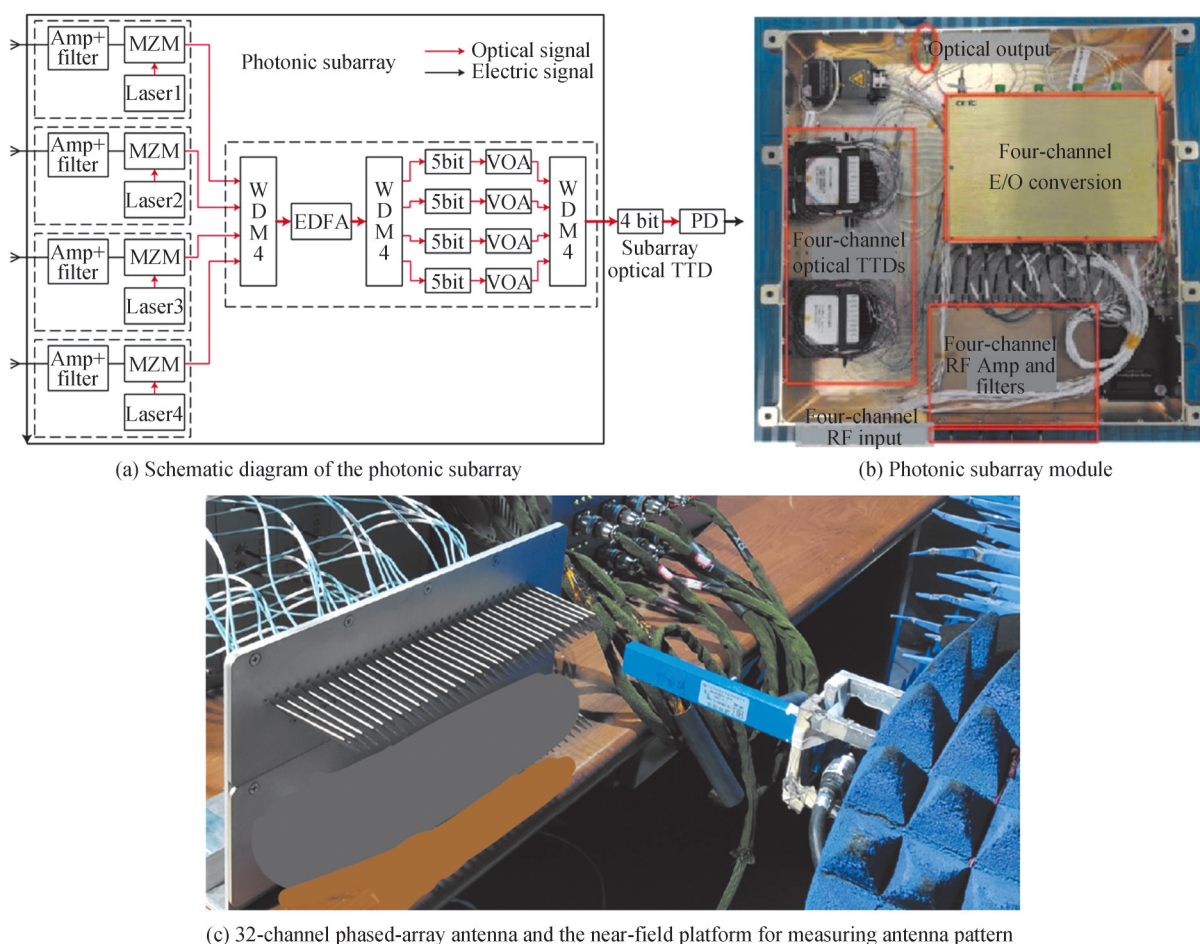 Amp+
filter
MZM
Laser1
Amp+
filter
MZM
Laser2
Amp+
filter
MZM
Laser3
Amp+
filter
MZM
Laser4
Photonic subarray
Optical signal
Electric signal
WDM4
EDFA
WDM4
5bit
VOA
5bit
VOA
5bit
VOA
5bit
VOA
WDM4
4 bit
PD
Subarray
optical TTD
(a) Schematic diagram of the photonic subarray
Optical output
Four-channel
E/O conversion
Four-channel
optical TTDs
Four-channel
RF Amp and
filters
Four-channel
RF input
(b) Photonic subarray module
(c) 32-channel phased-array antenna and the near-field platform for measuring antenna pattern